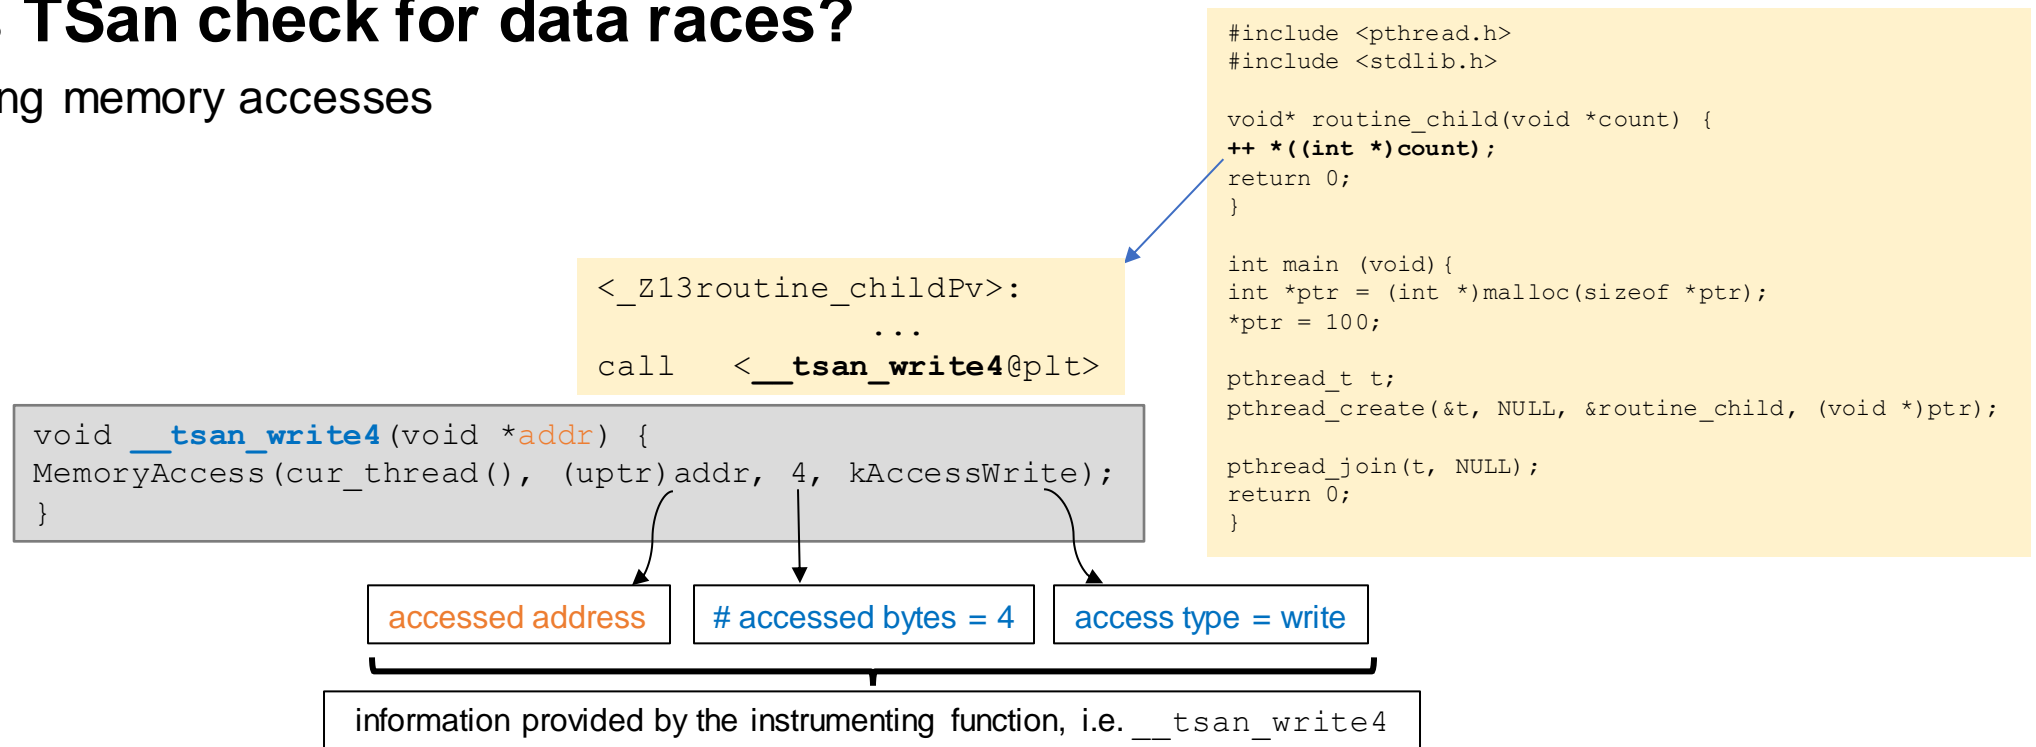 TSan check for data races?
ng memory accesses
#include <pthread.h>
#include <stdlib.h>
void* routine_child(void *count) {
++ *((int *)count);
return 0;
}
int main (void){
int *ptr = (int *)malloc(sizeof *ptr);
*ptr = 100;
pthread_t t;
pthread_create(&t, NULL, &routine_child, (void *)ptr);
pthread_join(t, NULL);
return 0;
}
<_Z13routine_childPv>:
...
call <__tsan_write4@plt>
void __tsan_write4(void *addr) {
MemoryAccess(cur_thread(), (uptr)addr, 4, kAccessWrite);
}
accessed address
# accessed bytes = 4
access type = write
information provided by the instrumenting function, i.e. __tsan_write4